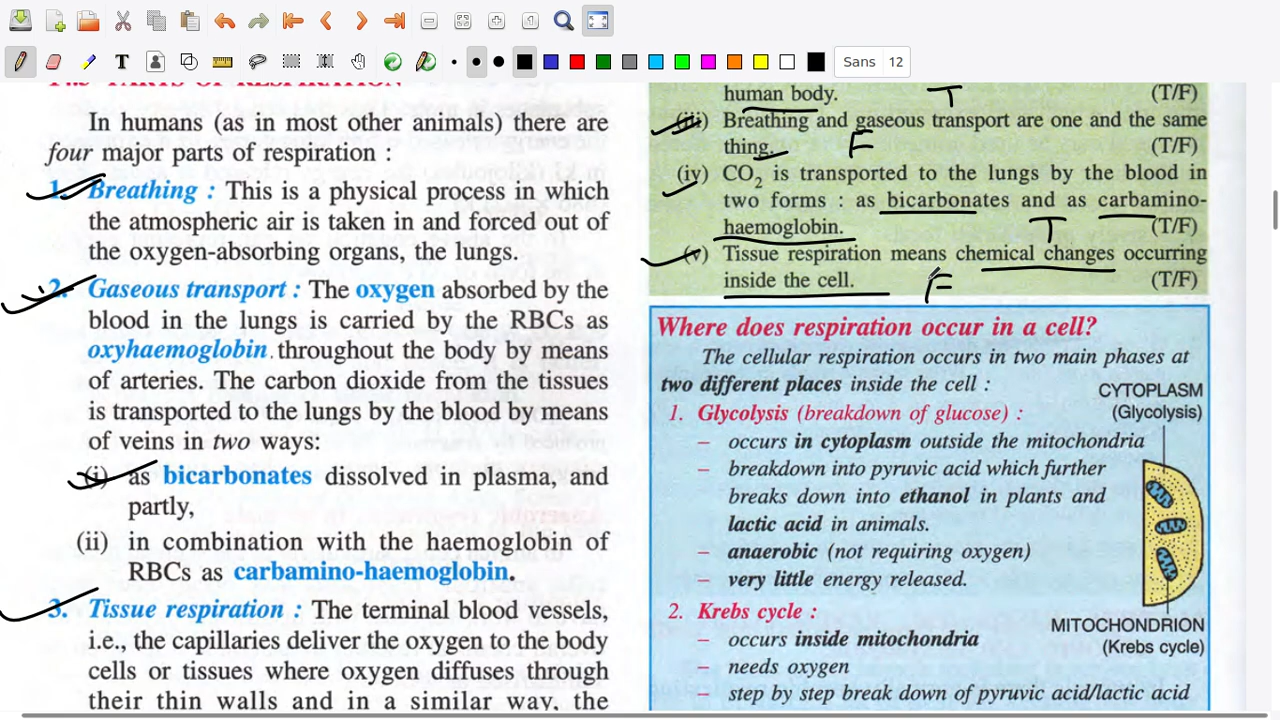 Sans 12
In humans (as in most other animals) there are
four major parts of respiration :
1. Breathing : This is a physical process in which
the atmospheric air is taken in and forced out of
the oxygen-absorbing organs, the lungs.
2. Gaseous transport : The oxygen absorbed by the
blood in the lungs is carried by the RBCs as
oxyhaemoglobin throughout the body by means
of arteries. The carbon dioxide from the tissues
is transported to the lungs by the blood by means
of veins in two ways:
(i) as bicarbonates dissolved in plasma, and
partly,
(ii) in combination with the haemoglobin of
RBCs as carbamino-haemoglobin.
3. Tissue respiration : The terminal blood vessels,
i.e., the capillaries deliver the oxygen to the body
cells or tissues where oxygen diffuses through
their thin walls and in a similar way, the
human body. T (T/F)
(iii) Breathing and gaseous transport are one and the same
thing. F (T/F)
(iv) CO₂ is transported to the lungs by the blood in
two forms : as bicarbonates and as carbamino-
haemoglobin. T (T/F)
(v) Tissue respiration means chemical changes occurring
inside the cell. F (T/F)
Where does respiration occur in a cell?
The cellular respiration occurs in two main phases at
two different places inside the cell :
1. Glycolysis (breakdown of glucose) :
– occurs in cytoplasm outside the mitochondria
– breakdown into pyruvic acid which further
breaks down into ethanol in plants and
lactic acid in animals.
– anaerobic (not requiring oxygen)
– very little energy released.
2. Krebs cycle :
– occurs inside mitochondria
– needs oxygen
– step by step break down of pyruvic acid/lactic acid
CYTOPLASM
(Glycolysis)
MITOCHONDRION
(Krebs cycle)